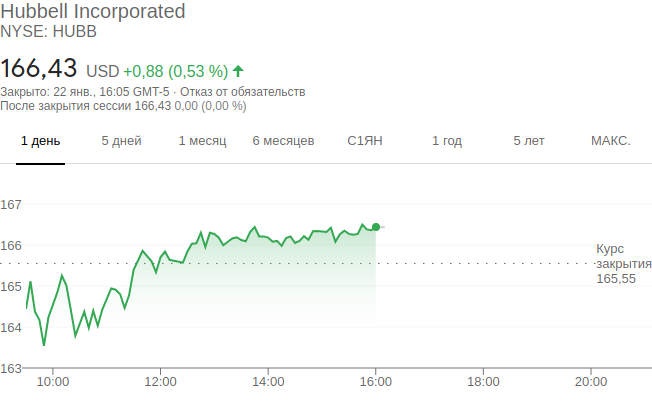 Hubbell Incorporated
NYSE: HUBB
166,43 USD +0,88 (0,53 %)
Закрыто: 22 янв., 16:05 GMT-5 · Отказ от обязательств
После закрытия сессии 166,43 0,00 (0,00 %)
1 день 5 дней 1 месяц 6 месяцев С1ЯН 1 год 5 лет МАКС.
167
166
Курс
закрытия
165,55
165
164
163
10:00 12:00 14:00 16:00 18:00 20:00